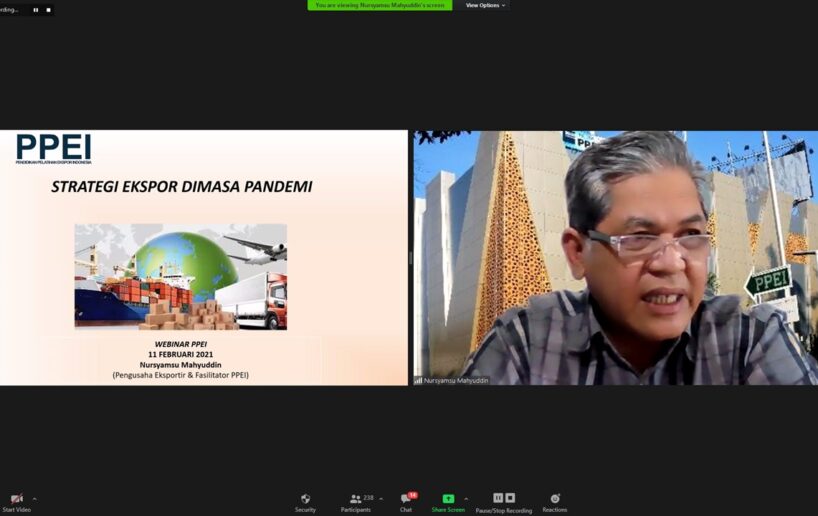 rding...
You are viewing Nursyamsu Mahyuddin's screen
View Options
PPEI
PENDIDIKAN PELATIHAN EKSPOR INDONESIA
STRATEGI EKSPOR DIMASA PANDEMI
WEBINAR PPEI
11 FEBRUARI 2021
Nursyamsu Mahyuddin
(Pengusaha Eksportir & Fasilitator PPEI)
PPEI
Nursyamsu Mahyuddin
Start Video
Security
238
Participants
14
Chat
Share Screen
Pause/Stop Recording
Reactions